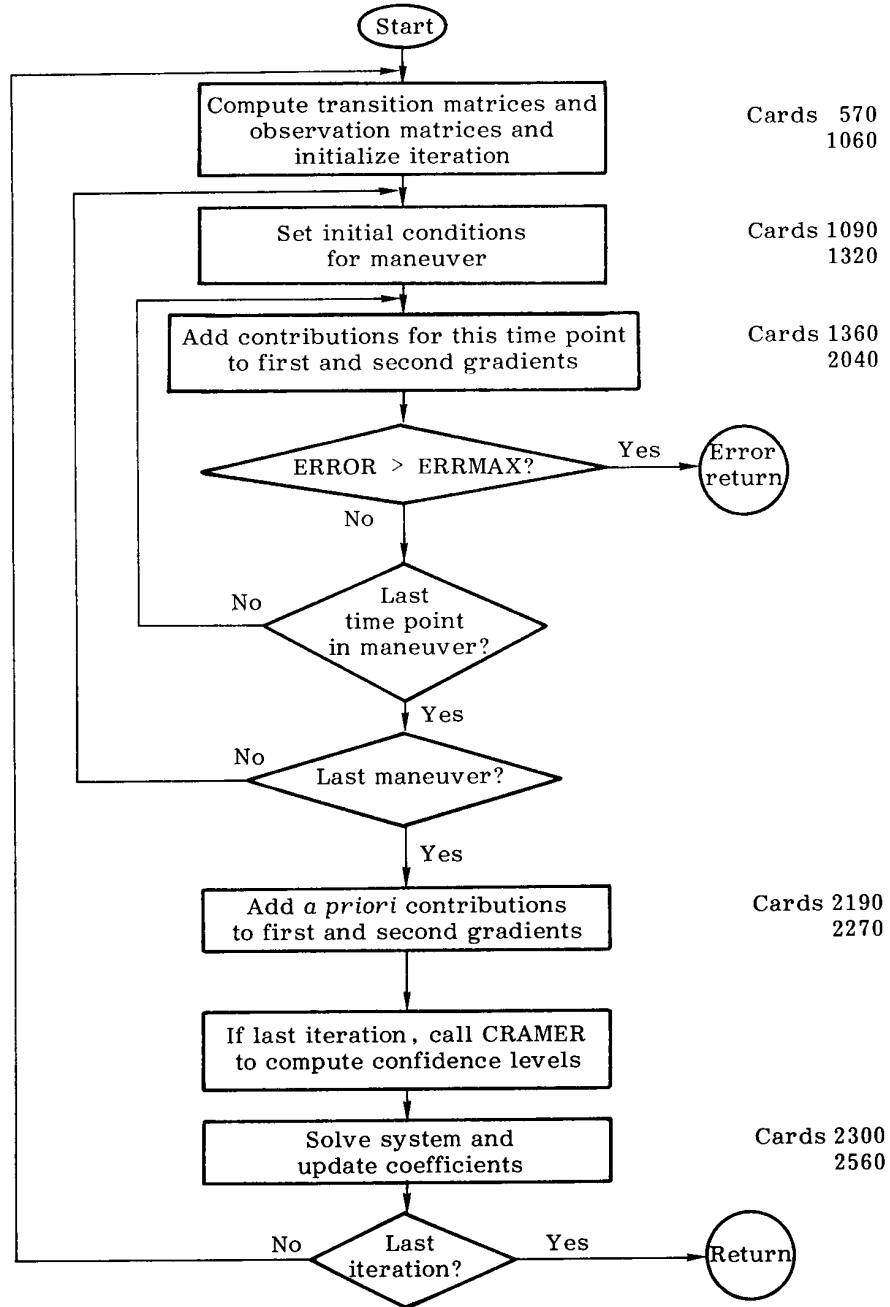 Start
Compute transition matrices and
observation matrices and
initialize iteration
Cards 570
1060
Set initial conditions
for maneuver
Cards 1090
1320
Add contributions for this time point
to first and second gradients
Cards 1360
2040
ERROR > ERRMAX?
Yes
Error
return
No
Last
time point
in maneuver?
No
Yes
Last maneuver?
No
Yes
Add a priori contributions
to first and second gradients
Cards 2190
2270
If last iteration, call CRAMER
to compute confidence levels
Solve system and
update coefficients
Cards 2300
2560
No
Last
iteration?
Yes
Return